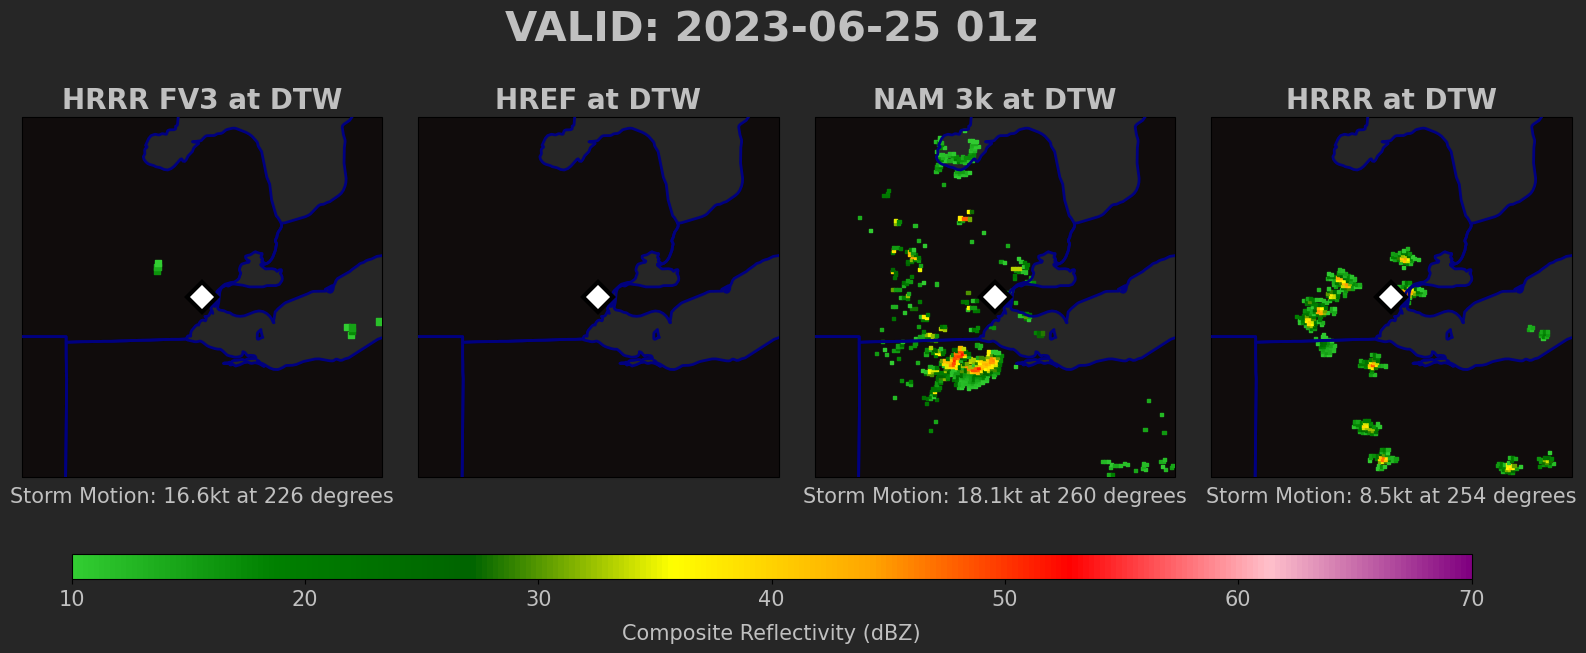 VALID: 2023-06-25 01z
HRRR FV3 at DTW
HREF at DTW
NAM 3k at DTW
HRRR at DTW
Storm Motion: 16.6kt at 226 degrees
Storm Motion: 18.1kt at 260 degrees
Storm Motion: 8.5kt at 254 degrees
10 20 30 40 50 60 70
Composite Reflectivity (dBZ)